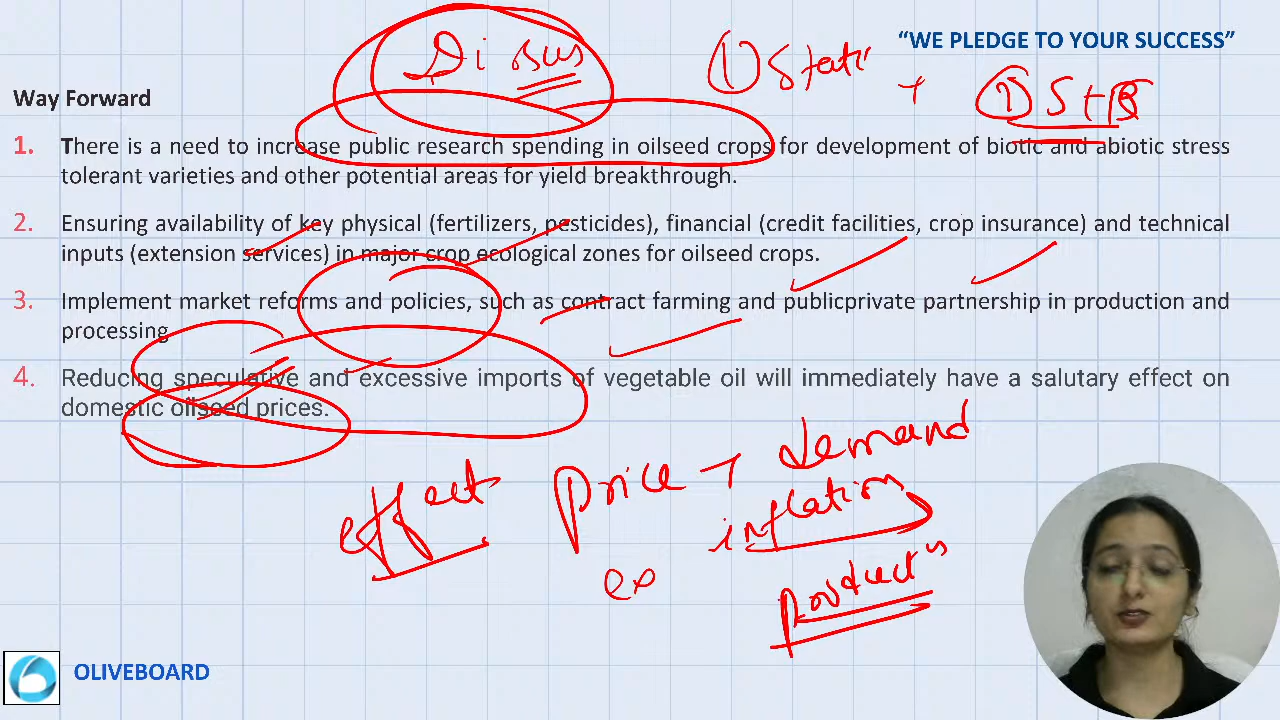 Disus
1) Stati
“WE PLEDGE TO YOUR SUCCESS”
+
Way Forward
1. There is a need to increase public research spending in oilseed crops for development of biotic and abiotic stress
tolerant varieties and other potential areas for yield breakthrough.
2. Ensuring availability of key physical (fertilizers, pesticides), financial (credit facilities, crop insurance) and technical
inputs (extension services) in major crop ecological zones for oilseed crops.
3. Implement market reforms and policies, such as contract farming and publicprivate partnership in production and
processing
4. Reducing speculative and excessive imports of vegetable oil will immediately have a salutary effect on
domestic oilseed prices.
effect
price + demand
inflation
ex
product"
OLIVEBOARD